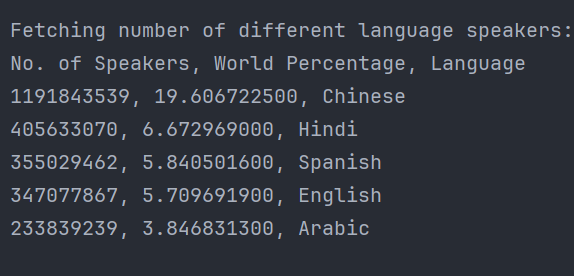 Fetching number of different language speakers:
No. of Speakers, World Percentage, Language
1191843539, 19.606722500, Chinese
405633070, 6.672969000, Hindi
355029462, 5.840501600, Spanish
347077867, 5.709691900, English
233839239, 3.846831300, Arabic